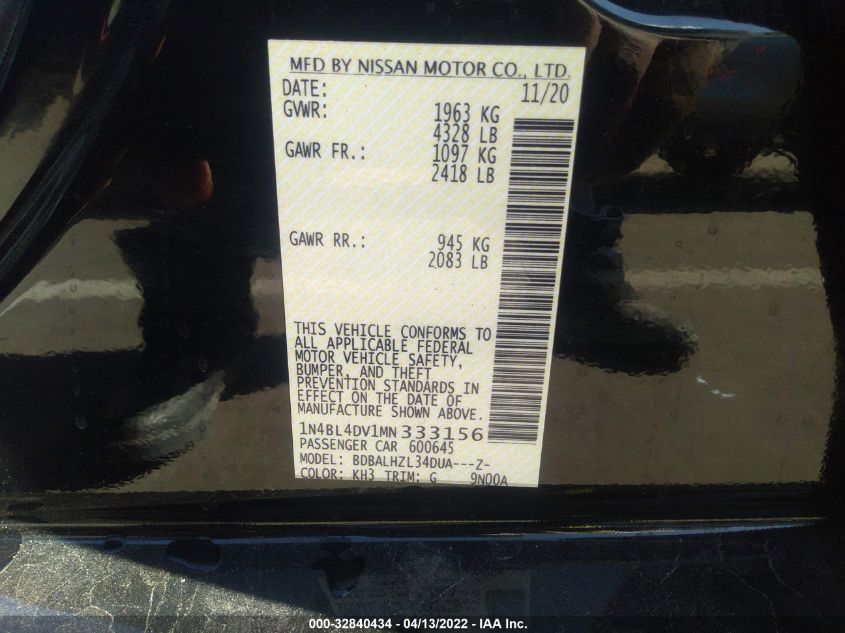 MFD BY NISSAN MOTOR CO., LTD.
DATE: 11/20
GVWR: 1963 KG
4328 LB
GAWR FR.: 1097 KG
2418 LB
GAWR RR.: 945 KG
2083 LB
THIS VEHICLE CONFORMS TO
ALL APPLICABLE FEDERAL
MOTOR VEHICLE SAFETY,
BUMPER, AND THEFT
PREVENTION STANDARDS IN
EFFECT ON THE DATE OF
MANUFACTURE SHOWN ABOVE.
1N4BL4DV1MN333156
PASSENGER CAR 600645
MODEL: BDBALHZL34DUA---Z-
COLOR: KH3 TRIM: G 9N00A
000-32840434 - 04/13/2022 - IAA Inc.